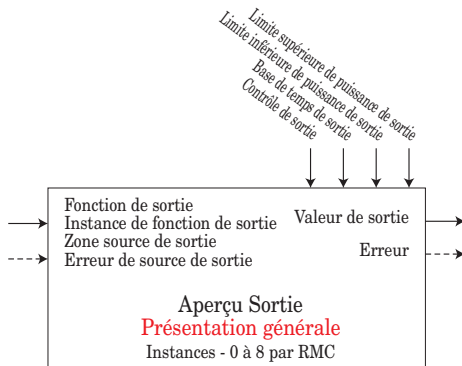 Limite supérieure de puissance de sortie
Limite inférieure de puissance de sortie
Base de temps de sortie
Contrôle de sortie
Fonction de sortie
Instance de fonction de sortie
Zone source de sortie
Erreur de source de sortie
Valeur de sortie
Erreur
Aperçu Sortie
Présentation générale
Instances - 0 à 8 par RMC